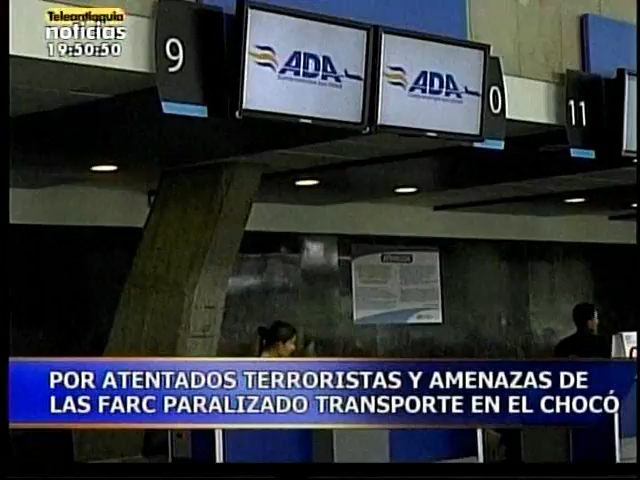 Teleantioquia
noticias
19:50:50
9
ADA
ADA
0
11
POR ATENTADOS TERRORISTAS Y AMENAZAS DE
LAS FARC PARALIZADO TRANSPORTE EN EL CHOCÓ